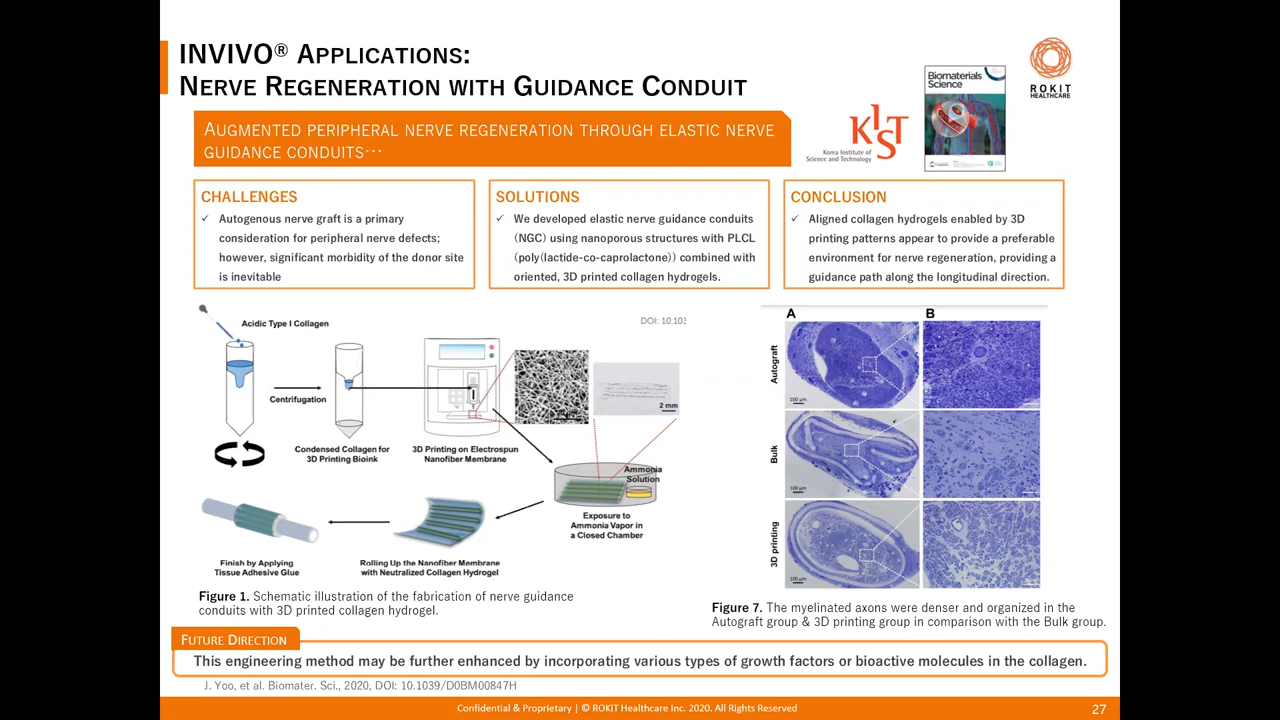 INVIVO® APPLICATIONS:
NERVE REGENERATION WITH GUIDANCE CONDUIT
ROKIT
HEALTHCARE
Biomaterials
Science
KIST
Korea Institute of
Science and Technology
AUGMENTED PERIPHERAL NERVE REGENERATION THROUGH ELASTIC NERVE
GUIDANCE CONDUITS…
CHALLENGES
✓ Autogenous nerve graft is a primary
consideration for peripheral nerve defects;
however, significant morbidity of the donor site
is inevitable
SOLUTIONS
✓ We developed elastic nerve guidance conduits
(NGC) using nanoporous structures with PLCL
(poly(lactide-co-caprolactone)) combined with
oriented, 3D printed collagen hydrogels.
CONCLUSION
✓ Aligned collagen hydrogels enabled by 3D
printing patterns appear to provide a preferable
environment for nerve regeneration, providing a
guidance path along the longitudinal direction.
DOI: 10.103
Acidic Type I Collagen
Centrifugation
Condensed Collagen for
3D Printing Bioink
3D Printing on Electrospun
Nanofiber Membrane
2 mm
Ammonia
Solution
Exposure to
Ammonia Vapor in
a Closed Chamber
Rolling Up the Nanofiber Membrane
with Neutralized Collagen Hydrogel
Finish by Applying
Tissue Adhesive Glue
Figure 1. Schematic illustration of the fabrication of nerve guidance
conduits with 3D printed collagen hydrogel.
A
B
Autograft
100 μm
Bulk
100 μm
3D printing
100 μm
Figure 7. The myelinated axons were denser and organized in the
Autograft group & 3D printing group in comparison with the Bulk group.
FUTURE DIRECTION
This engineering method may be further enhanced by incorporating various types of growth factors or bioactive molecules in the collagen.
J. Yoo, et al. Biomater. Sci., 2020, DOI: 10.1039/D0BM00847H
Confidential & Proprietary | © ROKIT Healthcare Inc. 2020. All Rights Reserved
27